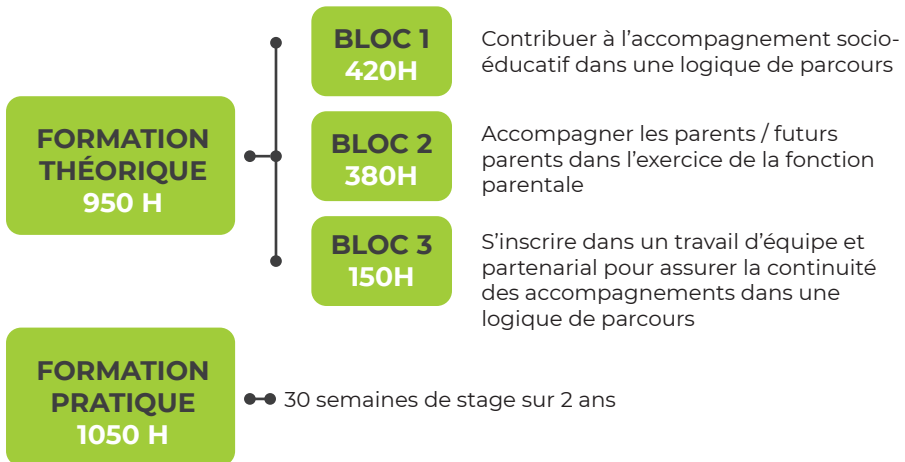 FORMATION
THÉORIQUE
950 H
BLOC 1
420H
Contribuer à l'accompagnement socio-
éducatif dans une logique de parcours
BLOC 2
380H
Accompagner les parents / futurs
parents dans l'exercice de la fonction
parentale
BLOC 3
150H
S'inscrire dans un travail d'équipe et
partenarial pour assurer la continuité
des accompagnements dans une
logique de parcours
FORMATION
PRATIQUE
1050 H
30 semaines de stage sur 2 ans